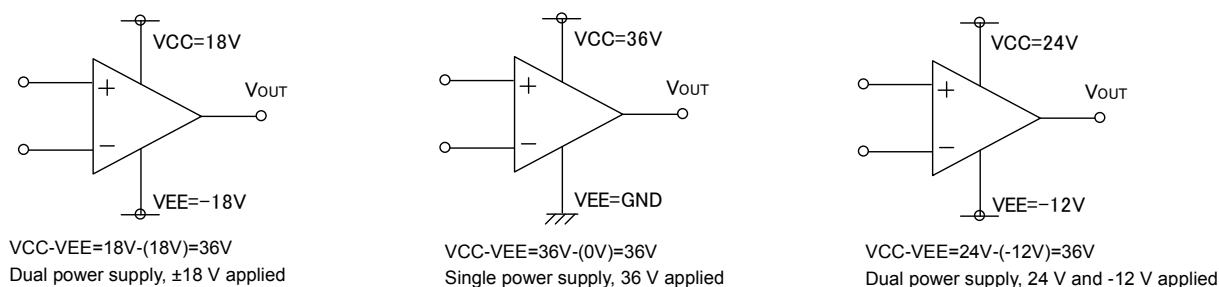 VCC=18V
+
VOUT
−
VEE=−18V
VCC-VEE=18V-(18V)=36V
Dual power supply, ±18 V applied
VCC=36V
+
VOUT
−
VEE=GND
VCC-VEE=36V-(0V)=36V
Single power supply, 36 V applied
VCC=24V
+
VOUT
−
VEE=−12V
VCC-VEE=24V-(-12V)=36V
Dual power supply, 24 V and -12 V applied